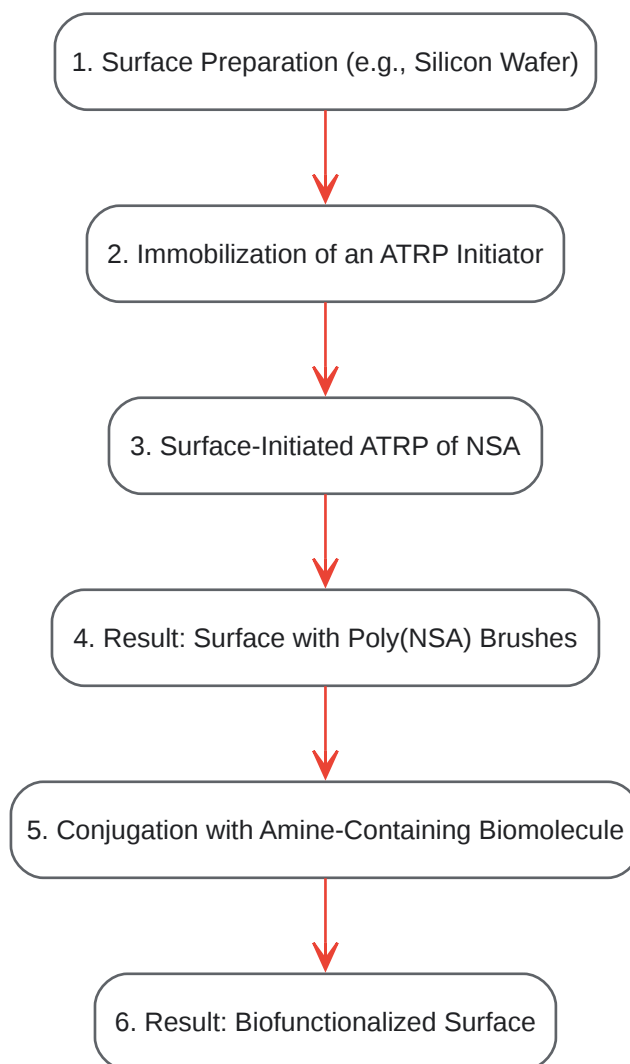 1. Surface Preparation (e.g., Silicon Wafer)
2. Immobilization of an ATRP Initiator
3. Surface-Initiated ATRP of NSA
4. Result: Surface with Poly(NSA) Brushes
5. Conjugation with Amine-Containing Biomolecule
6. Result: Biofunctionalized Surface